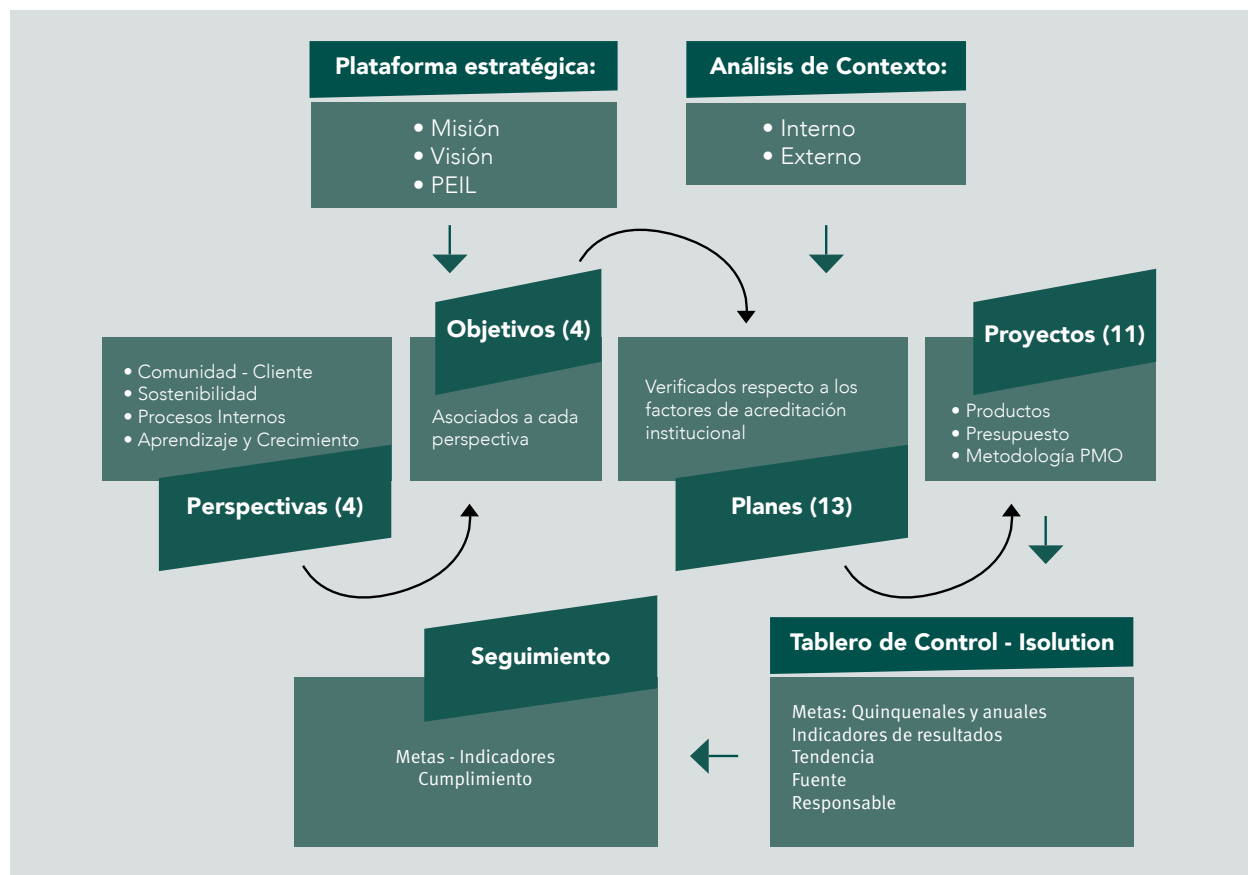 Plataforma estratégica:
• Misión
• Visión
• PEIL
Análisis de Contexto:
• Interno
• Externo
• Comunidad - Cliente
• Sostenibilidad
• Procesos Internos
• Aprendizaje y Crecimiento
Perspectivas (4)
Objetivos (4)
Asociados a cada
perspectiva
Verificados respecto a los
factores de acreditación
institucional
Planes (13)
Proyectos (11)
• Productos
• Presupuesto
• Metodología PMO
Seguimiento
Metas - Indicadores
Cumplimiento
Tablero de Control - Isolution
Metas: Quinquenales y anuales
Indicadores de resultados
Tendencia
Fuente
Responsable